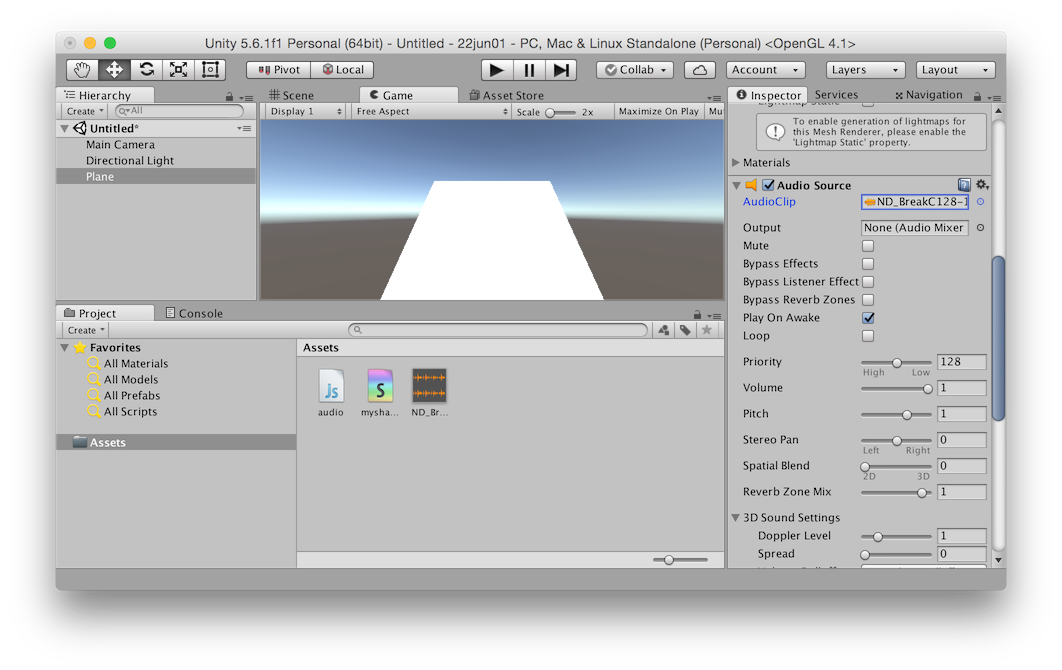 Unity 5.6.1f1 Personal (64bit) - Untitled - 22jun01 - PC, Mac & Linux Standalone (Personal) <OpenGL 4.1>
Pivot Local Collab Account Layers Layout
Hierarchy
Create All
Untitled*
Main Camera
Directional Light
Plane
Scene Game Asset Store
Display 1 Free Aspect Scale 2x Maximize On Play Mu
Project Console
Create
Favorites
All Materials
All Models
All Prefabs
All Scripts
Assets
Assets
js S
audio mysha... ND_Br...
Inspector Services Navigation
Lightmap Static
To enable generation of lightmaps for
this Mesh Renderer, please enable the
'Lightmap Static' property.
Materials
Audio Source
AudioClip ND_BreakC128-1
Output None (Audio Mixer
Mute
Bypass Effects
Bypass Listener Effect
Bypass Reverb Zones
Play On Awake
Loop
Priority 128
High Low
Volume 1
Pitch 1
Stereo Pan 0
Left Right
Spatial Blend 0
2D 3D
Reverb Zone Mix 1
3D Sound Settings
Doppler Level 1
Spread 0